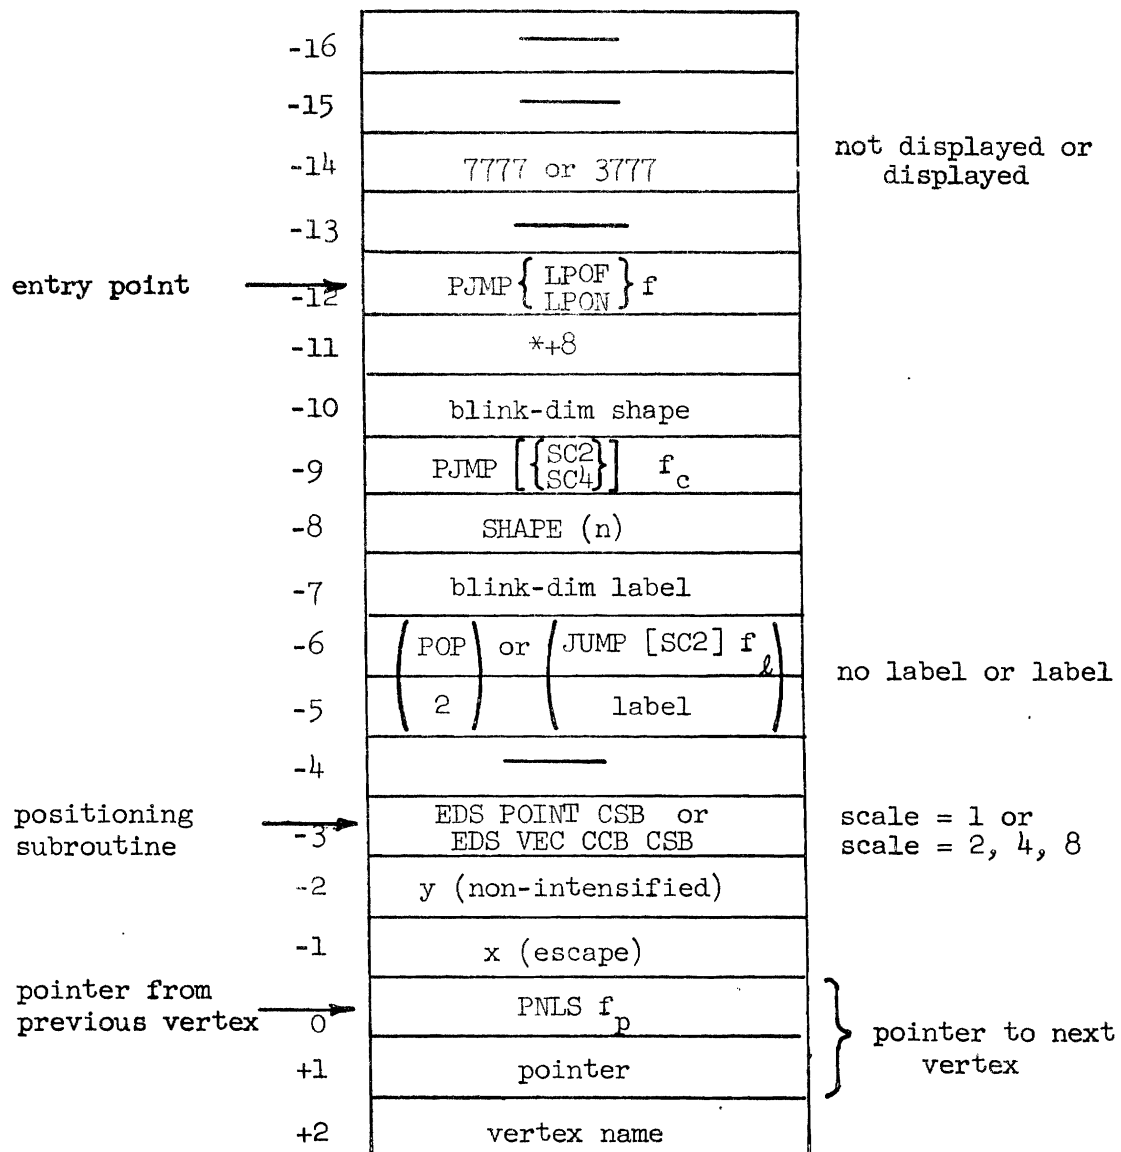 -16
-15
-14 7777 or 3777
not displayed or
displayed
-13
entry point
-12 PJMP { LPOF
LPON } f
-11 *+8
-10 blink-dim shape
-9 PJMP [{ SC2
SC4 }] f_c
-8 SHAPE (n)
-7 blink-dim label
-6 ( POP ) or ( JUMP [SC2] f_ℓ )
-5 2 label
no label or label
-4
positioning
subroutine
-3 EDS POINT CSB or
EDS VEC CCB CSB
scale = 1 or
scale = 2, 4, 8
-2 y (non-intensified)
-1 x (escape)
pointer from
previous vertex
0 PNLS f_p
+1 pointer
} pointer to next
vertex
+2 vertex name